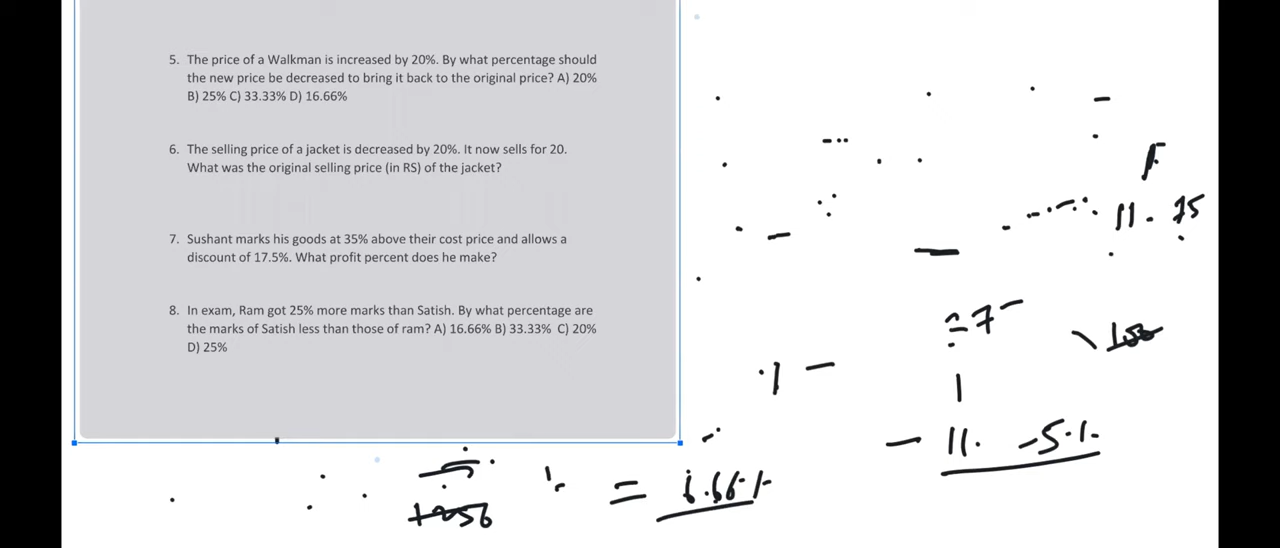 5. The price of a Walkman is increased by 20%. By what percentage should
the new price be decreased to bring it back to the original price? A) 20%
B) 25% C) 33.33% D) 16.66%
6. The selling price of a jacket is decreased by 20%. It now sells for 20.
What was the original selling price (in RS) of the jacket?
7. Sushant marks his goods at 35% above their cost price and allows a
discount of 17.5%. What profit percent does he make?
8. In exam, Ram got 25% more marks than Satish. By what percentage are
the marks of Satish less than those of ram? A) 16.66% B) 33.33% C) 20%
D) 25%
= 6.66%